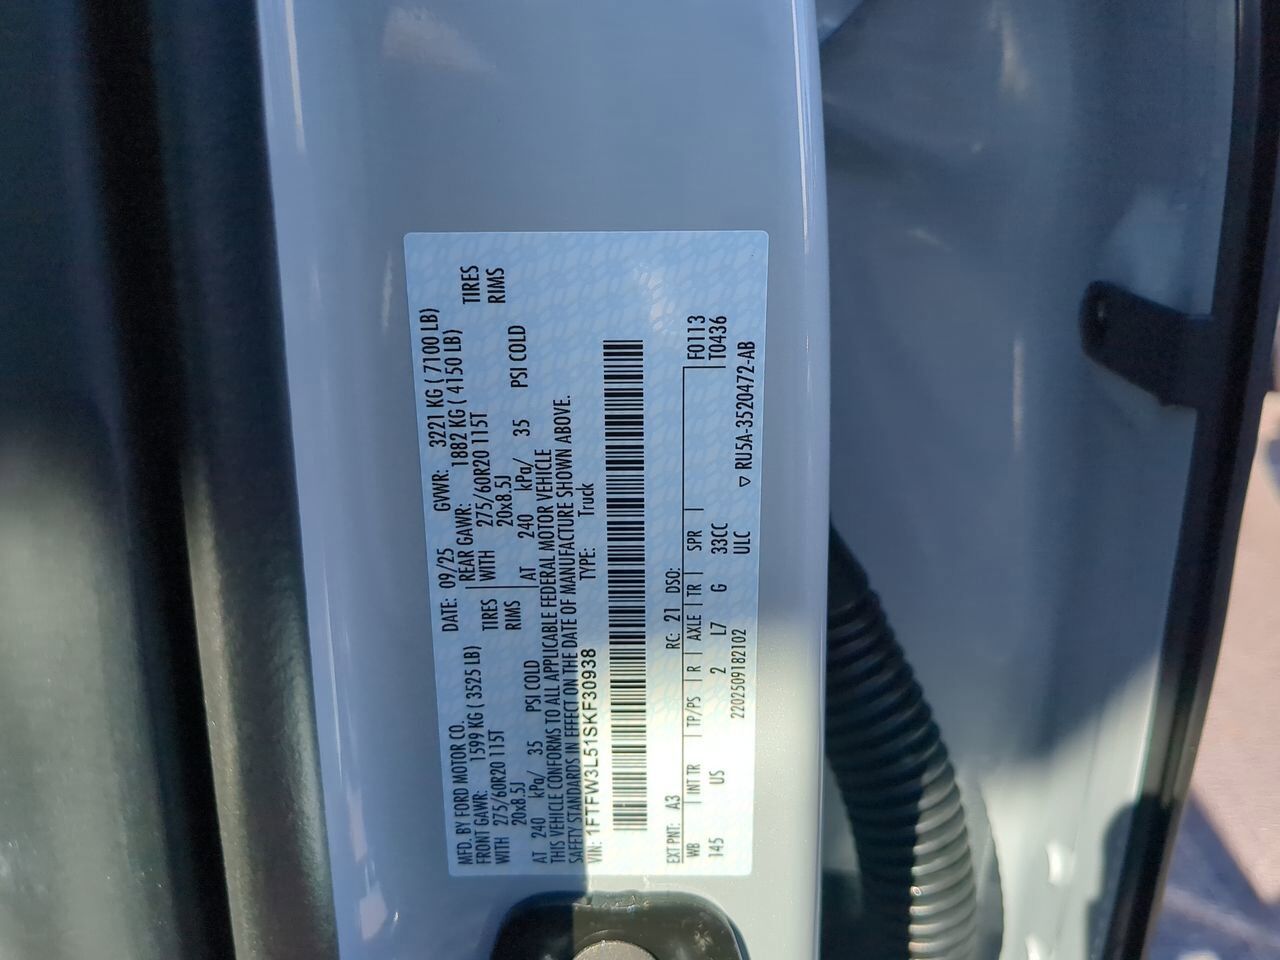 MFD. BY FORD MOTOR CO. DATE: 09/25 GVWR: 3221 KG ( 7100 LB)
FRONT GAWR: 1599 KG ( 3525 LB) REAR GAWR: 1882 KG ( 4150 LB)
WITH 275/60R20 115T TIRES WITH 275/60R20 115T TIRES
20x8.5J RIMS 20x8.5J RIMS
AT 240 kPa/ 35 PSI COLD AT 240 kPa/ 35 PSI COLD
THIS VEHICLE CONFORMS TO ALL APPLICABLE FEDERAL MOTOR VEHICLE
SAFETY STANDARDS IN EFFECT ON THE DATE OF MANUFACTURE SHOWN ABOVE.
VIN: 1FTFW3L51SKF30938 TYPE: Truck
EXT PNT: A3 RC: 21 DSO: F0113
WB INT TR TP/PS R AXLE TR SPR T0436
145 US 2 L7 G 33CC
2202509182102 ULC ▽ RU5A-3520472-AB